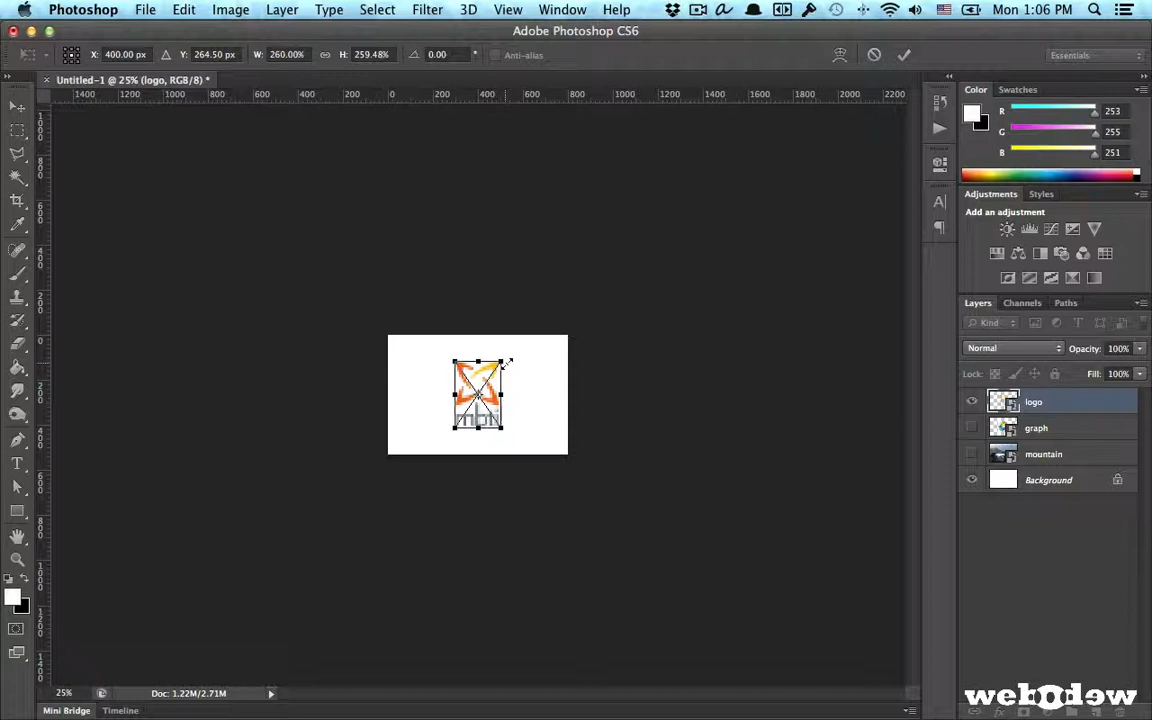 Photoshop File Edit Image Layer Type Select Filter 3D View Window Help Mon 1:06 PM
Adobe Photoshop CS6
X: 400.00 px Y: 264.50 px W: 260.00% H: 259.48% 0.00 ° Anti-alias Essentials
× Untitled-1 @ 25% (logo, RGB/8) *
1400 1200 1000 800 600 400 200 0 200 400 600 800 1000 1200 1400 1600 1800 2000 2200
Color Swatches
R 253
G 255
B 251
Adjustments Styles
Add an adjustment
Layers Channels Paths
Kind
Normal Opacity: 100%
Lock: Fill: 100%
logo
graph
mountain
Background
mbi
25% Doc: 1.22M/2.71M
Mini Bridge Timeline
webodew